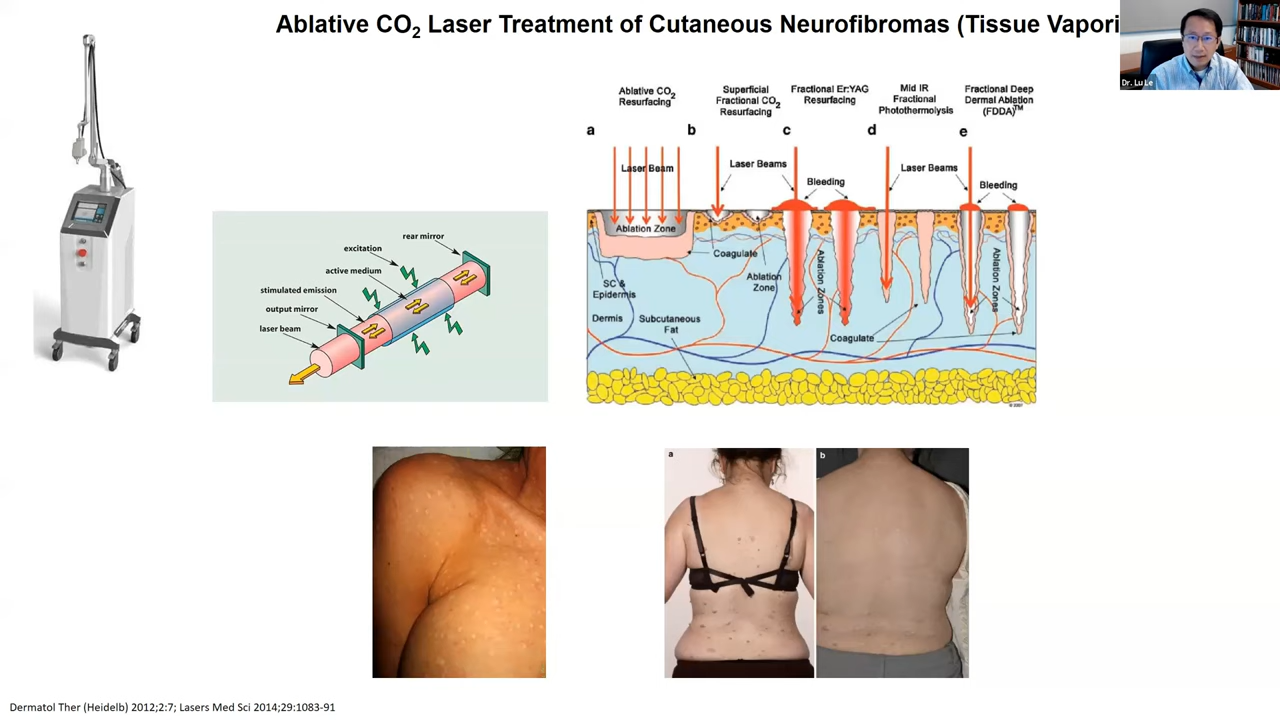 Ablative CO2 Laser Treatment of Cutaneous Neurofibromas (Tissue Vapori
Dr. Lu Le
Ablative CO2
Resurfacing
Superficial
Fractional CO2
Resurfacing
Fractional Er:YAG
Resurfacing
Mid IR
Fractional
Photothermolysis
Fractional Deep
Dermal Ablation
(FDDA)TM
a
b
c
d
e
Laser Beam
Laser Beams
Bleeding
Laser Beams
Bleeding
Ablation Zone
Coagulate
Ablation
Zone
Ablation Zones
Ablation Zones
SC &
Epidermis
Dermis
Subcutaneous
Fat
Coagulate
© 2007
rear mirror
excitation
active medium
stimulated emission
output mirror
laser beam
a
b
Dermatol Ther (Heidelb) 2012;2:7; Lasers Med Sci 2014;29:1083-91